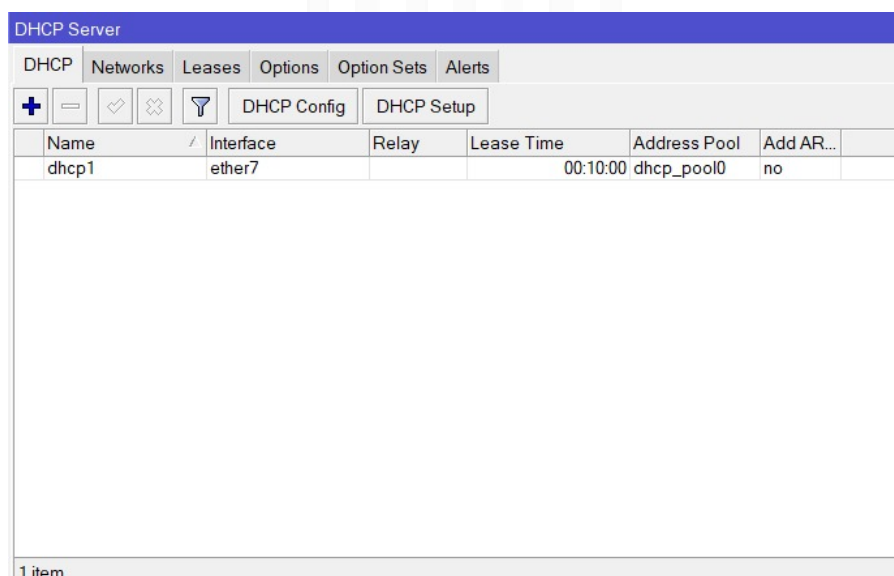 DHCP Server
DHCP Networks Leases Options Option Sets Alerts
DHCP Config DHCP Setup
Name Interface Relay Lease Time Address Pool Add AR...
dhcp1 ether7 00:10:00 dhcp_pool0 no
1 item